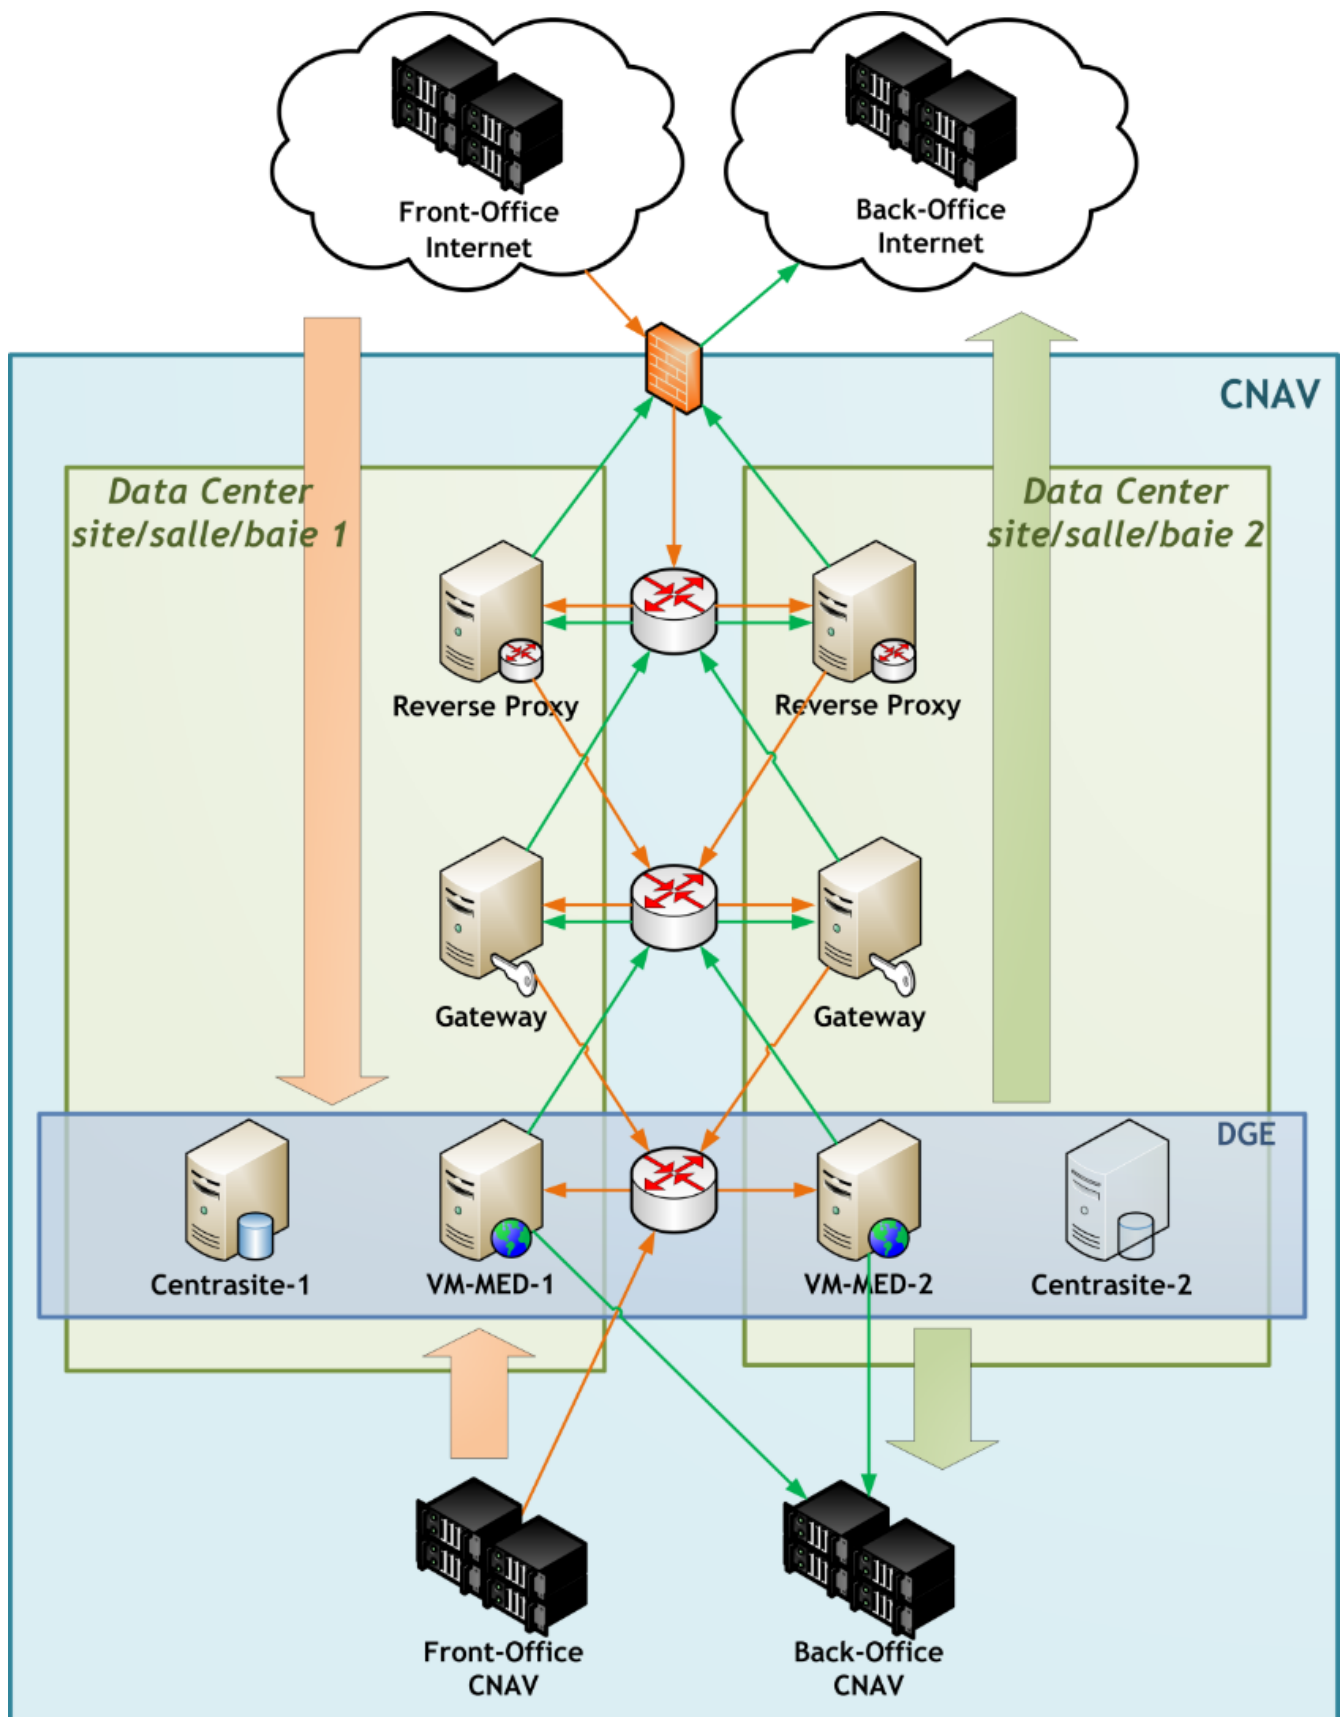 Front-Office
Internet
Back-Office
Internet
CNAV
Data Center
site/salle/baie 1
Data Center
site/salle/baie 2
Reverse Proxy
Reverse Proxy
Gateway
Gateway
DGE
Centrasite-1
VM-MED-1
VM-MED-2
Centrasite-2
Front-Office
CNAV
Back-Office
CNAV